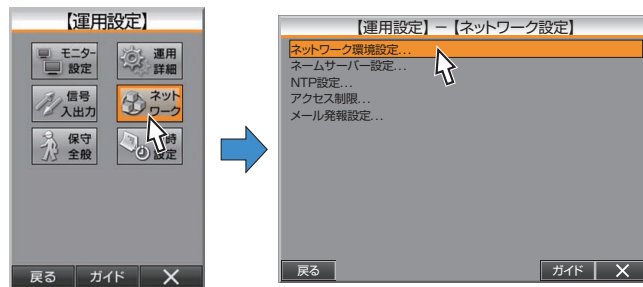 【運用設定】
モニター
設定
運用
詳細
信号
入出力
ネット
ワーク
保守
全般
時
設定
戻る
ガイド
【運用設定】－【ネットワーク設定】
ネットワーク環境設定...
ネームサーバー設定...
NTP設定...
アクセス制限...
メール発報設定...
戻る
ガイド